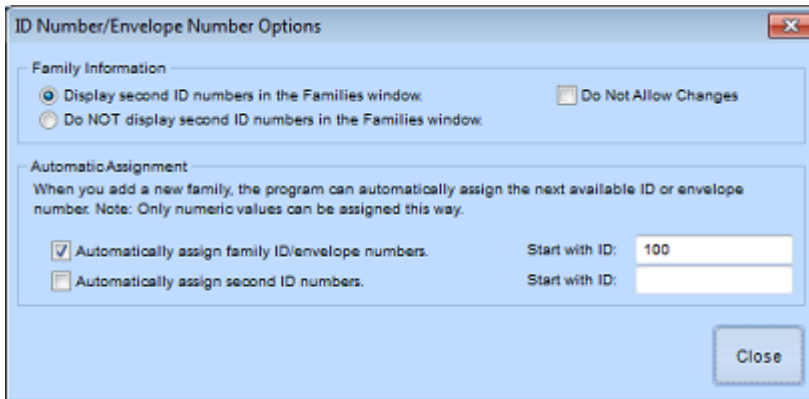 ID Number/Envelope Number Options
Family Information
Display second ID numbers in the Families window.
Do Not Allow Changes
Do NOT display second ID numbers in the Families window.
Automatic Assignment
When you add a new family, the program can automatically assign the next available ID or envelope
number. Note: Only numeric values can be assigned this way.
Automatically assign family ID/envelope numbers. Start with ID: 100
Automatically assign second ID numbers. Start with ID:
Close